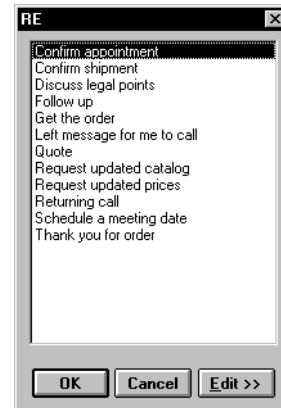 RE
Confirm appointment
Confirm shipment
Discuss legal points
Follow up
Get the order
Left message for me to call
Quote
Request updated catalog
Request updated prices
Returning call
Schedule a meeting date
Thank you for order
OK Cancel Edit >>